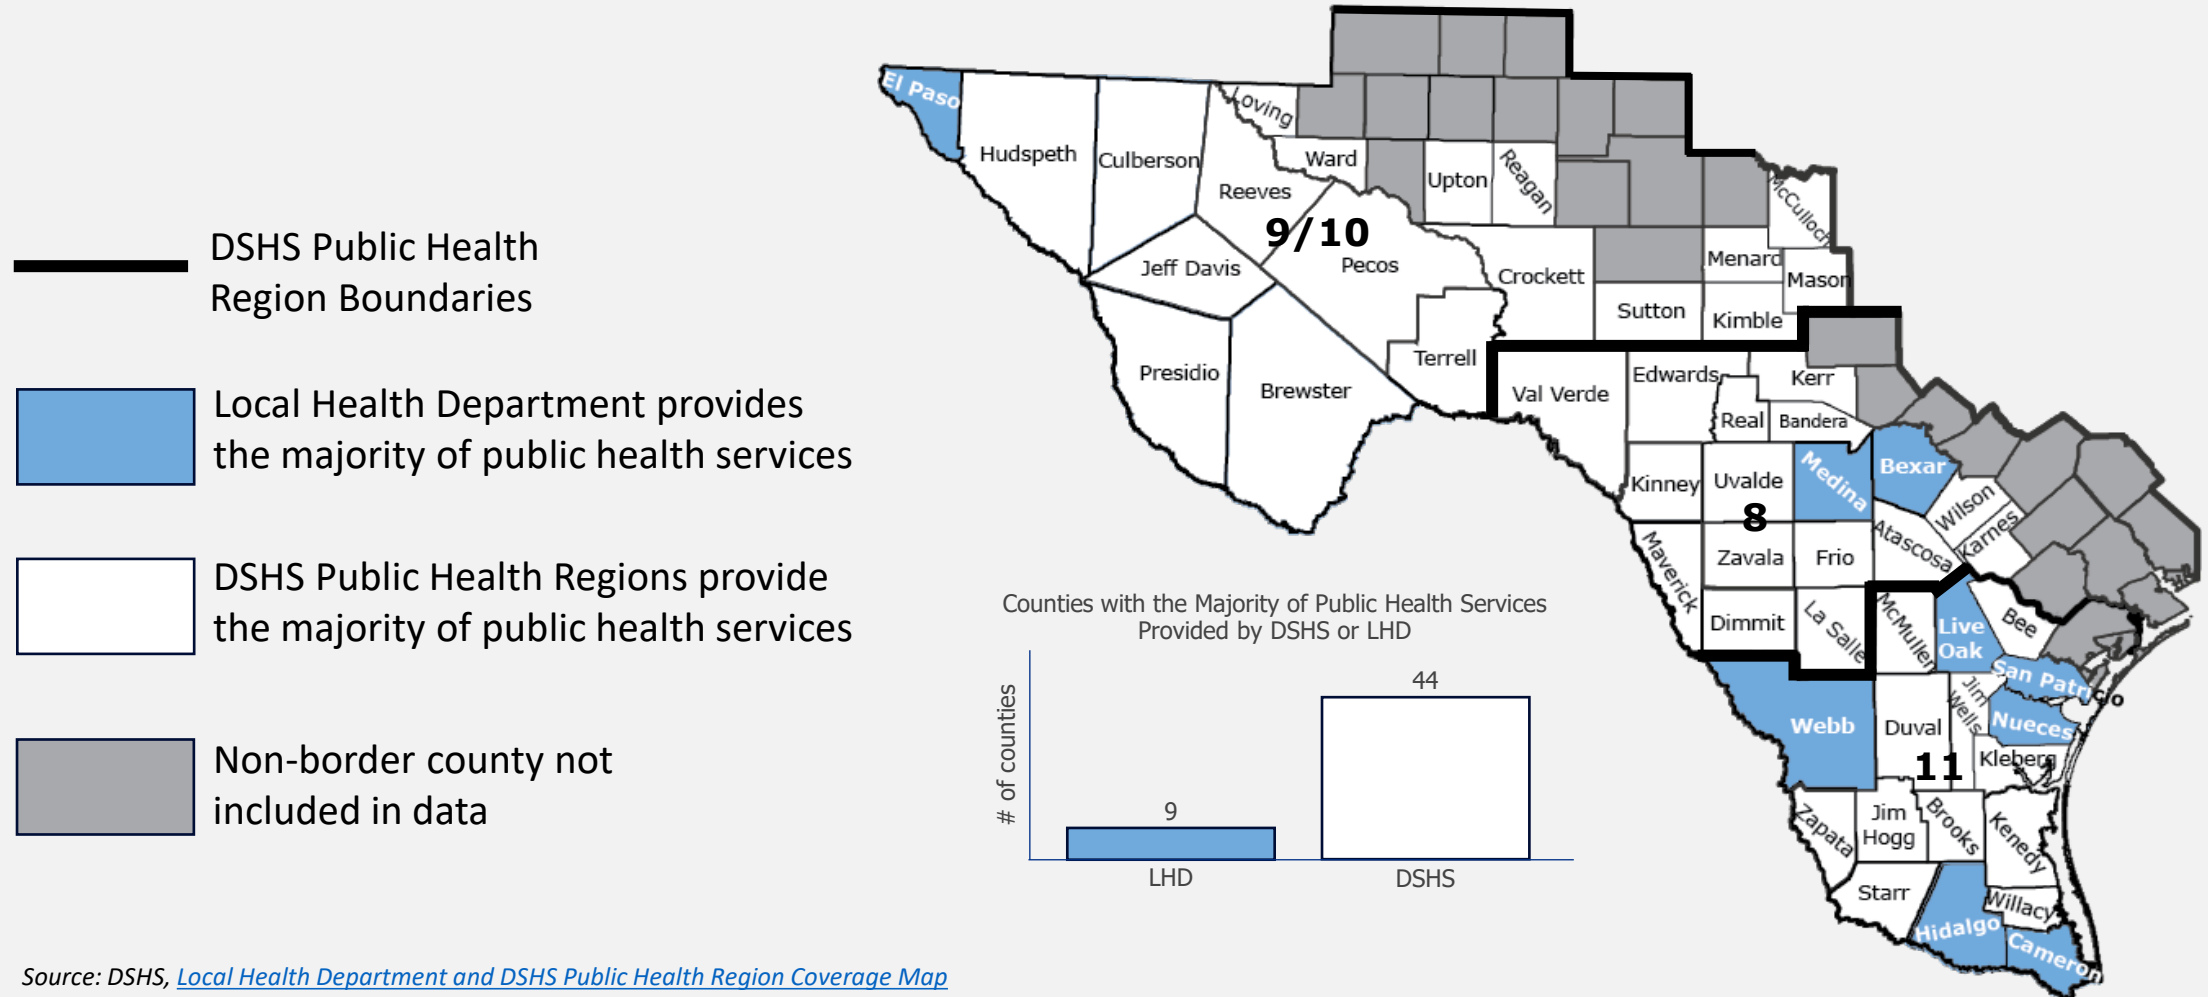 DSHS Public Health
Region Boundaries
Local Health Department provides
the majority of public health services
DSHS Public Health Regions provide
the majority of public health services
Non-border county not
included in data
Source: DSHS, Local Health Department and DSHS Public Health Region Coverage Map
Counties with the Majority of Public Health Services
Provided by DSHS or LHD
# of counties
9
44
LHD
DSHS
El Paso
Hudspeth
Culberson
Loving
Reeves
Ward
Upton
Reagan
McCulloch
9/10
Jeff Davis
Pecos
Crockett
Menard
Mason
Sutton
Kimble
Presidio
Brewster
Terrell
Val Verde
Edwards
Kerr
Real
Bandera
Kinney
Uvalde
Medina
Bexar
8
Wilson
Karnes
Atascosa
Maverick
Zavala
Frio
Dimmit
La Salle
McMullen
Live
Oak
Bee
San Patricio
Webb
Duval
Jim
Wells
Nueces
11
Kleberg
Zapata
Jim
Hogg
Brooks
Kenedy
Starr
Hidalgo
Willacy
Cameron